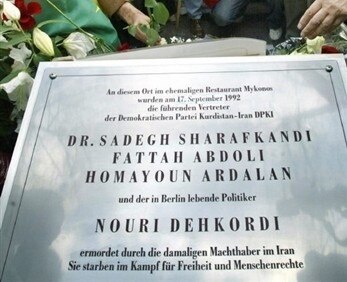 An diesem Ort im ehemaligen Restaurant Mykonos
wurden am 17. September 1992
die führenden Vertreter
der Demokratischen Partei Kurdistan-Iran DPKI
DR. SADEGH SHARAFKANDI
FATTAH ABDOLI
HOMAYOUN ARDALAN
und der in Berlin lebende Politiker
NOURI DEHKORDI
ermordet durch die damaligen Machthaber im Iran
Sie starben im Kampf für Freiheit und Menschenrechte